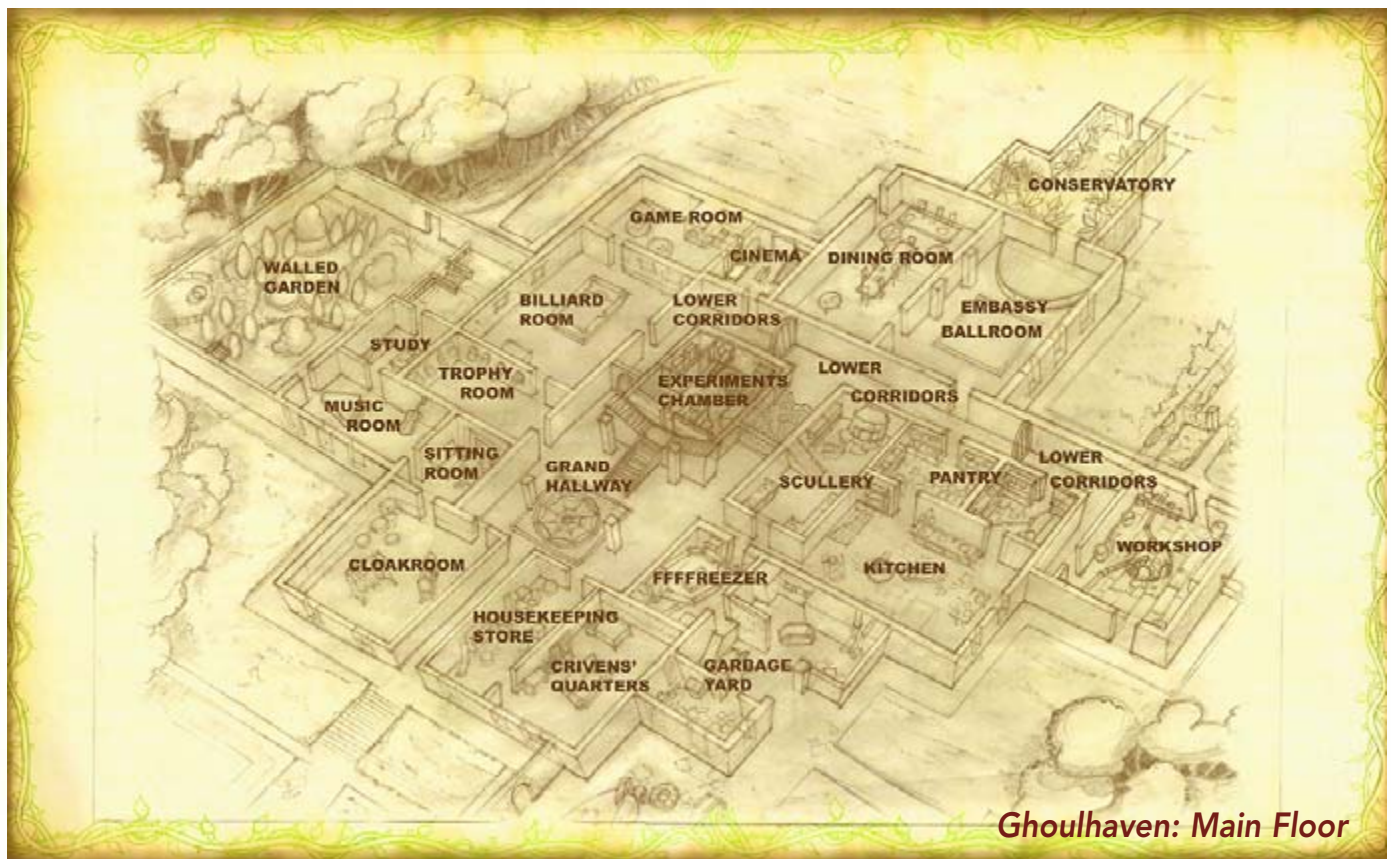 CONSERVATORY
GAME ROOM
CINEMA
DINING ROOM
WALLED
GARDEN
BILLIARD
ROOM
LOWER
CORRIDORS
EMBASSY
BALLROOM
STUDY
TROPHY
ROOM
EXPERIMENTS
CHAMBER
LOWER
CORRIDORS
MUSIC
ROOM
SITTING
ROOM
GRAND
HALLWAY
SCULLERY
PANTRY
LOWER
CORRIDORS
WORKSHOP
CLOAKROOM
FFFFREEZER
KITCHEN
HOUSEKEEPING
STORE
CRIVENS'
QUARTERS
GARBAGE
YARD
Ghoulhaven: Main Floor